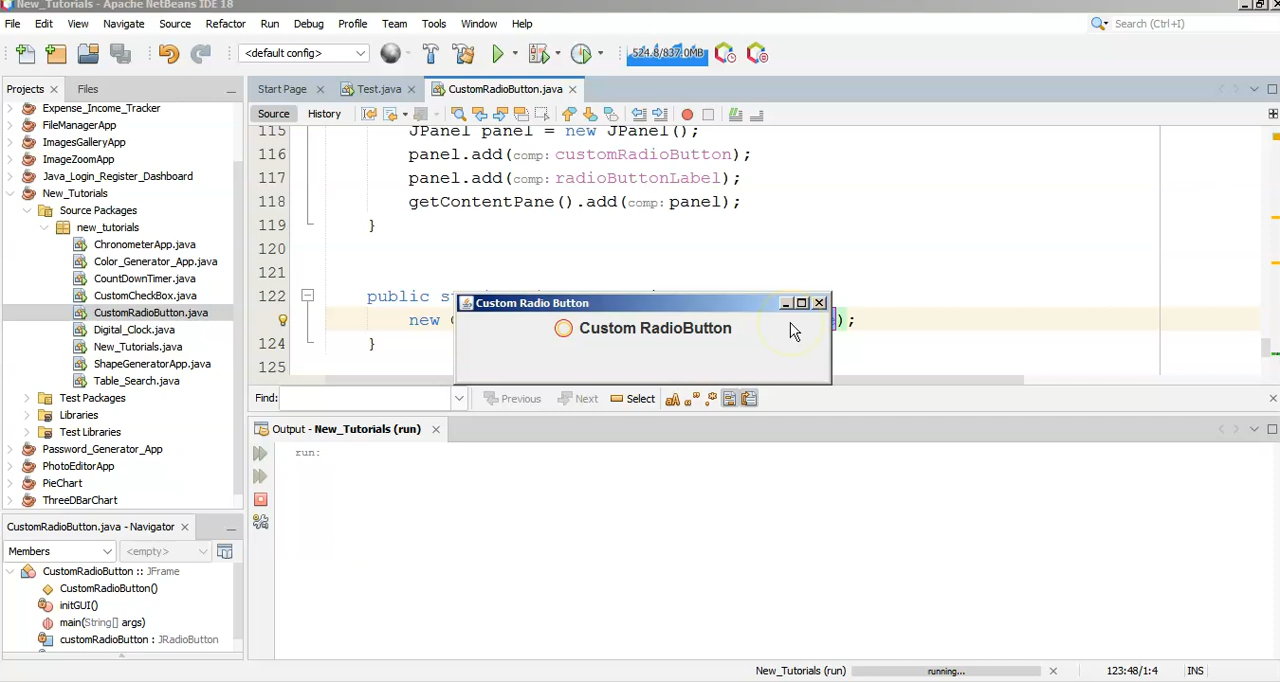 New_Tutorials - Apache NetBeans IDE 18
File Edit View Navigate Source Refactor Run Debug Profile Team Tools Window Help
Search (Ctrl+I)
<default config>
524.8/837.0MB
Projects
Files
Start Page
Test.java
CustomRadioButton.java
Source
History
Expense_Income_Tracker
FileManagerApp
ImagesGalleryApp
ImageZoomApp
Java_Login_Register_Dashboard
New_Tutorials
Source Packages
new_tutorials
ChronometerApp.java
Color_Generator_App.java
CountDownTimer.java
CustomCheckBox.java
CustomRadioButton.java
Digital_Clock.java
New_Tutorials.java
ShapeGeneratorApp.java
Table_Search.java
Test Packages
Libraries
Test Libraries
Password_Generator_App
PhotoEditorApp
PieChart
ThreeDBarChart
115 JPanel panel = new JPanel();
116 panel.add(comp: customRadioButton);
117 panel.add(comp: radioButtonLabel);
118 getContentPane().add(comp: panel);
119 }
120
121
122 public
new );
124 }
125
Custom Radio Button
Custom RadioButton
Find:
Previous
Next
Select
Output - New_Tutorials (run)
run:
CustomRadioButton.java - Navigator
Members
<empty>
CustomRadioButton :: JFrame
CustomRadioButton()
initGUI()
main(String[] args)
customRadioButton : JRadioButton
New_Tutorials (run)
running...
123:48/1:4
INS